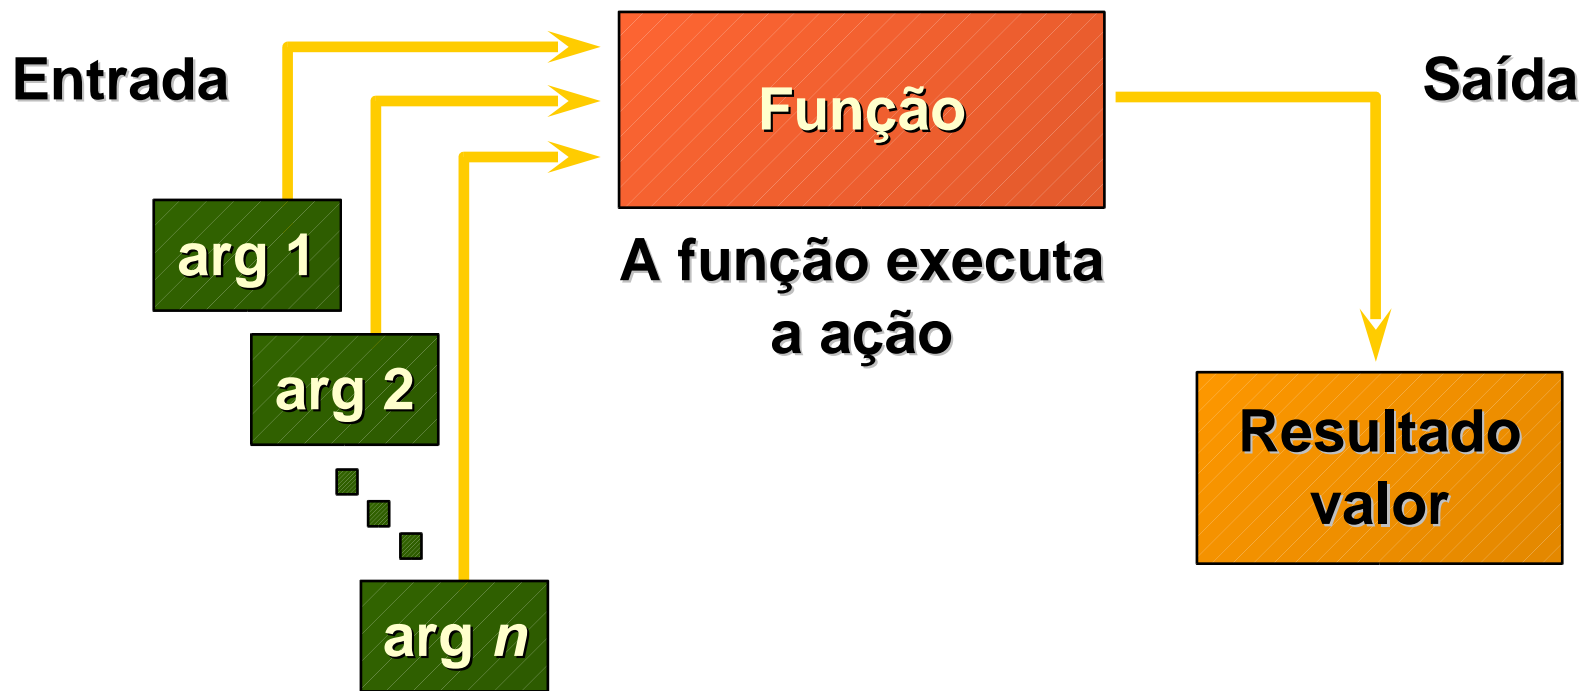 Entrada
Função
Saída
arg 1
A função executa
a ação
arg 2
Resultado
valor
arg n